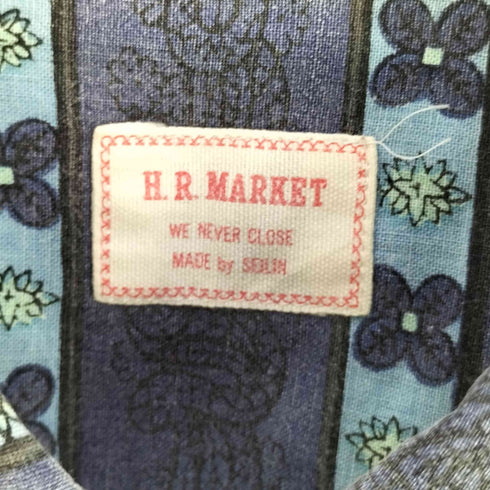 H. R. MARKET
WE NEVER CLOSE
MADE by SEILIN